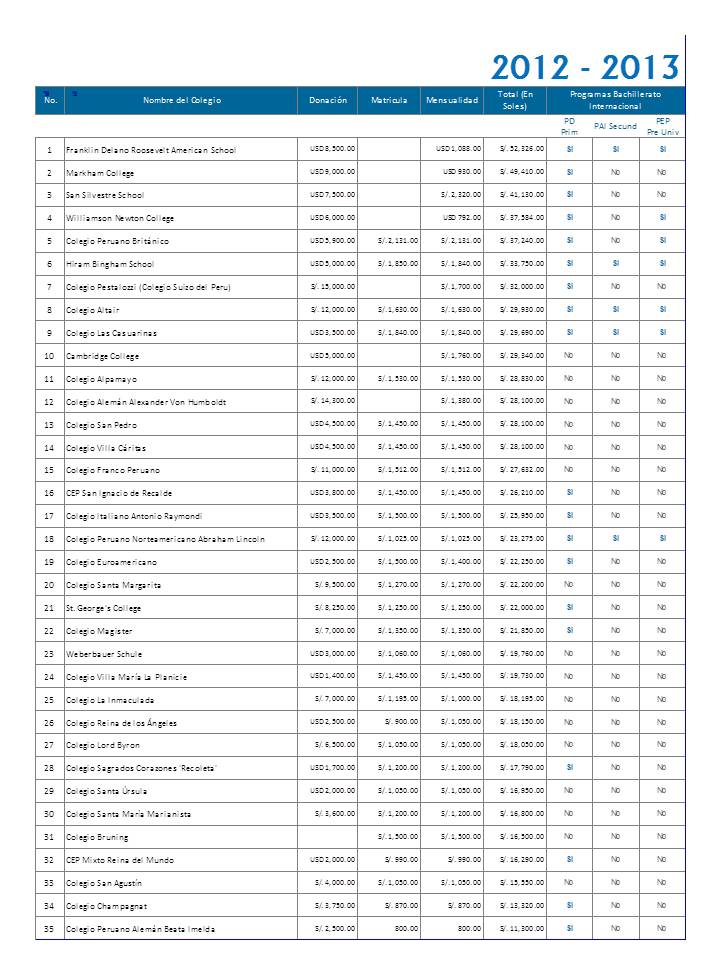 2012 - 2013
No. Nombre del Colegio Donación Matricula Mensualidad Total (En Soles) Programas Bachillerato Internacional
PD Prim PAI Secund PEP Pre Univ
1 Franklin Delano Roosevelt American School USD 8,500.00 USD 1,088.00 S/. 52,326.00 SI SI SI
2 Markham College USD 9,000.00 USD 930.00 S/. 49,410.00 SI No No
3 San Silvestre School USD 7,500.00 S/. 2,320.00 S/. 41,130.00 SI No No
4 Williamson Newton College USD 6,000.00 USD 792.00 S/. 37,584.00 SI No SI
5 Colegio Peruano Británico USD 5,900.00 S/. 2,131.00 S/. 2,131.00 S/. 37,240.00 SI No SI
6 Hiram Bingham School USD 5,000.00 S/. 1,850.00 S/. 1,840.00 S/. 33,750.00 SI SI SI
7 Colegio Pestalozzi (Colegio Suizo del Peru) S/. 15,000.00 S/. 1,700.00 S/. 32,000.00 SI No No
8 Colegio Altair S/. 12,000.00 S/. 1,630.00 S/. 1,630.00 S/. 29,930.00 SI SI SI
9 Colegio Las Casuarinas USD 3,500.00 S/. 1,840.00 S/. 1,840.00 S/. 29,690.00 SI SI SI
10 Cambridge College USD 5,000.00 S/. 1,760.00 S/. 29,340.00 No No No
11 Colegio Alpamayo S/. 12,000.00 S/. 1,530.00 S/. 1,530.00 S/. 28,830.00 No No No
12 Colegio Alemán Alexander Von Humboldt S/. 14,300.00 S/. 1,380.00 S/. 28,100.00 No No No
13 Colegio San Pedro USD 4,500.00 S/. 1,450.00 S/. 1,450.00 S/. 28,100.00 No No No
14 Colegio Villa Cáritas USD 4,500.00 S/. 1,450.00 S/. 1,450.00 S/. 28,100.00 No No No
15 Colegio Franco Peruano S/. 11,000.00 S/. 1,512.00 S/. 1,512.00 S/. 27,632.00 No No No
16 CEP San Ignacio de Recalde USD 3,800.00 S/. 1,450.00 S/. 1,450.00 S/. 26,210.00 SI No No
17 Colegio Italiano Antonio Raymondi USD 3,500.00 S/. 1,500.00 S/. 1,500.00 S/. 25,950.00 SI No No
18 Colegio Peruano Norteamericano Abraham Lincoln S/. 12,000.00 S/. 1,025.00 S/. 1,025.00 S/. 23,275.00 SI SI SI
19 Colegio Euroamericano USD 2,500.00 S/. 1,500.00 S/. 1,400.00 S/. 22,250.00 SI No No
20 Colegio Santa Margarita S/. 9,500.00 S/. 1,270.00 S/. 1,270.00 S/. 22,200.00 No No No
21 St. George's College S/. 8,250.00 S/. 1,250.00 S/. 1,250.00 S/. 22,000.00 SI No No
22 Colegio Magister S/. 7,000.00 S/. 1,350.00 S/. 1,350.00 S/. 21,850.00 SI No No
23 Weberbauer Schule USD 3,000.00 S/. 1,060.00 S/. 1,060.00 S/. 19,760.00 No No No
24 Colegio Villa María La Planicie USD 1,400.00 S/. 1,450.00 S/. 1,450.00 S/. 19,730.00 No No No
25 Colegio La Inmaculada S/. 7,000.00 S/. 1,195.00 S/. 1,000.00 S/. 18,195.00 No No No
26 Colegio Reina de los Ángeles USD 2,500.00 S/. 900.00 S/. 1,050.00 S/. 18,150.00 No No No
27 Colegio Lord Byron S/. 6,500.00 S/. 1,050.00 S/. 1,050.00 S/. 18,050.00 No No No
28 Colegio Sagrados Corazones 'Recoleta' USD 1,700.00 S/. 1,200.00 S/. 1,200.00 S/. 17,790.00 SI No No
29 Colegio Santa Úrsula USD 2,000.00 S/. 1,050.00 S/. 1,050.00 S/. 16,950.00 No No No
30 Colegio Santa María Marianista S/. 3,600.00 S/. 1,200.00 S/. 1,200.00 S/. 16,800.00 No No No
31 Colegio Bruning S/. 1,500.00 S/. 1,500.00 S/. 16,500.00 No No No
32 CEP Mixto Reina del Mundo USD 2,000.00 S/. 990.00 S/. 990.00 S/. 16,290.00 SI No No
33 Colegio San Agustín S/. 4,000.00 S/. 1,050.00 S/. 1,050.00 S/. 15,550.00 No No No
34 Colegio Champagnat S/. 3,750.00 S/. 870.00 S/. 870.00 S/. 13,320.00 SI No No
35 Colegio Peruano Alemán Beata Imelda S/. 2,500.00 800.00 800.00 S/. 11,300.00 SI No No